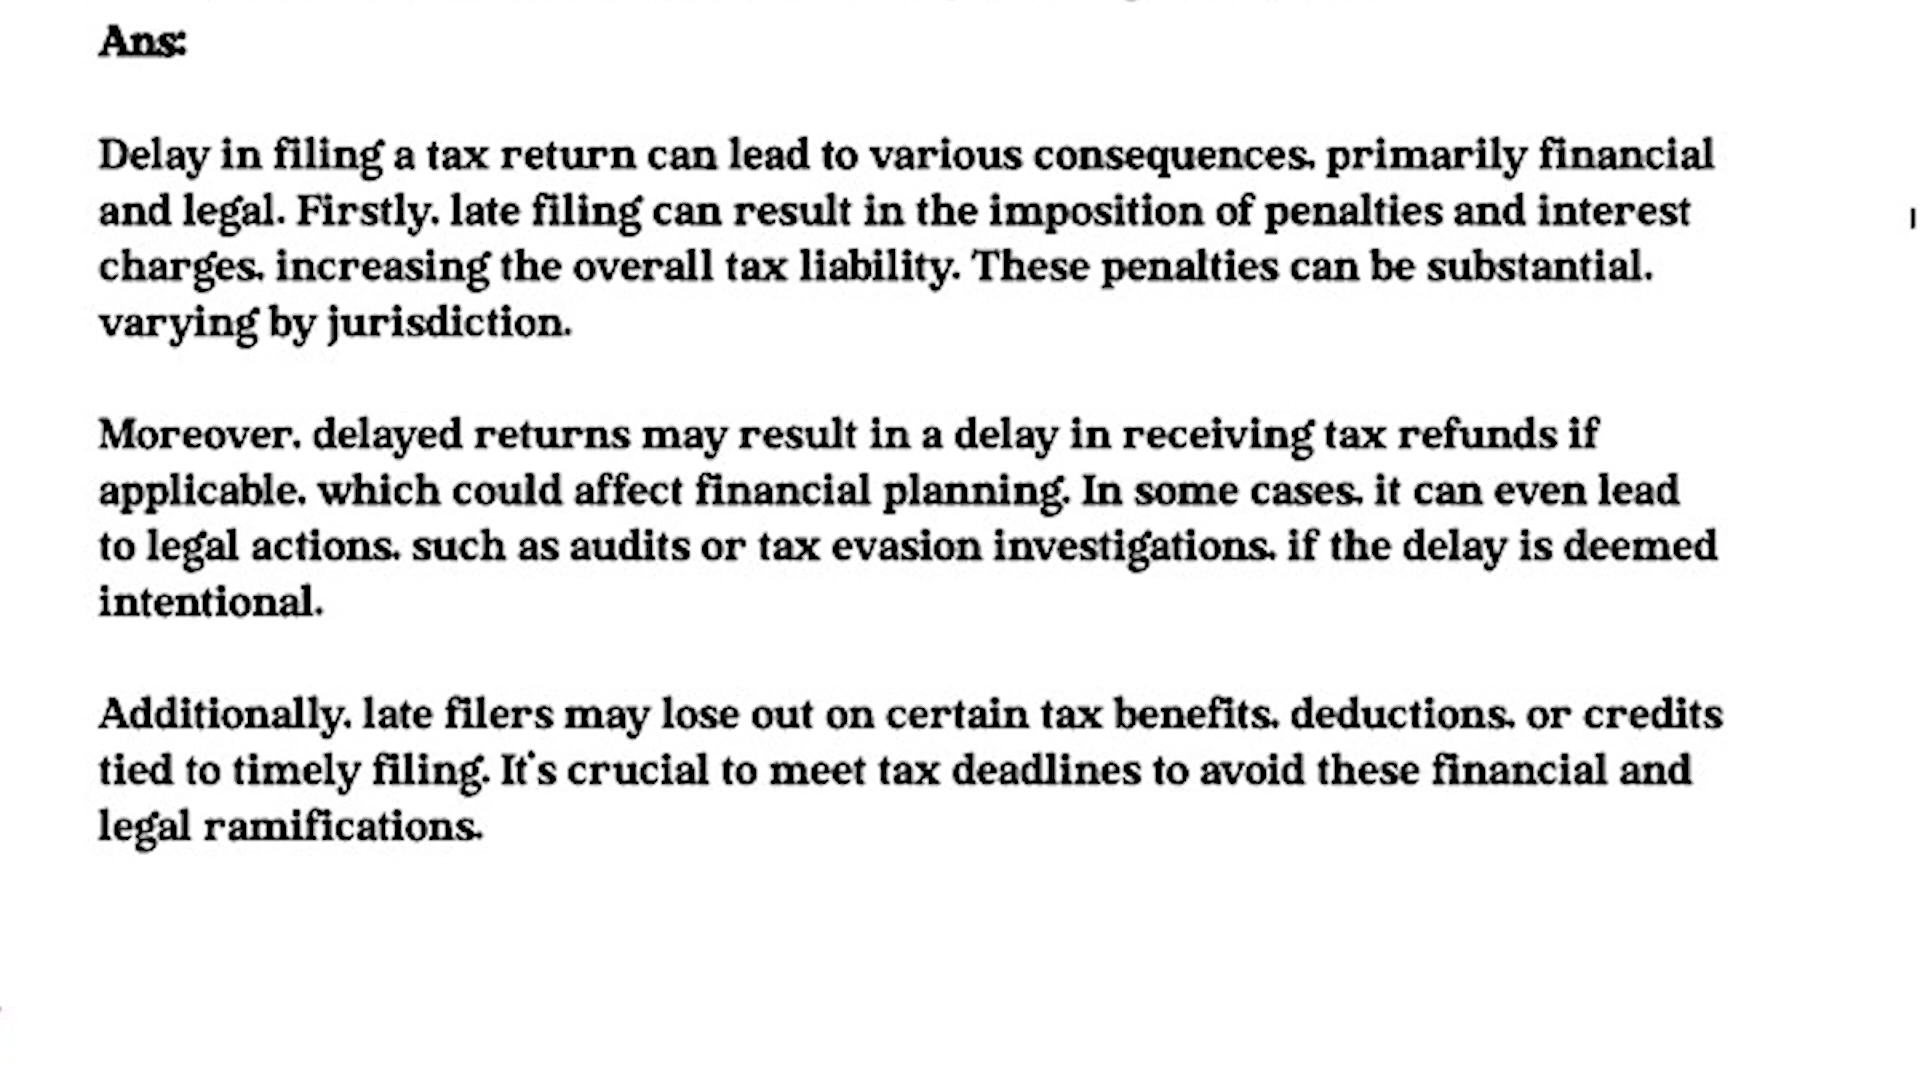 Ans:
Delay in filing a tax return can lead to various consequences, primarily financial
and legal. Firstly, late filing can result in the imposition of penalties and interest
charges, increasing the overall tax liability. These penalties can be substantial,
varying by jurisdiction.
Moreover, delayed returns may result in a delay in receiving tax refunds if
applicable, which could affect financial planning. In some cases, it can even lead
to legal actions, such as audits or tax evasion investigations, if the delay is deemed
intentional.
Additionally, late filers may lose out on certain tax benefits, deductions, or credits
tied to timely filing. It's crucial to meet tax deadlines to avoid these financial and
legal ramifications.